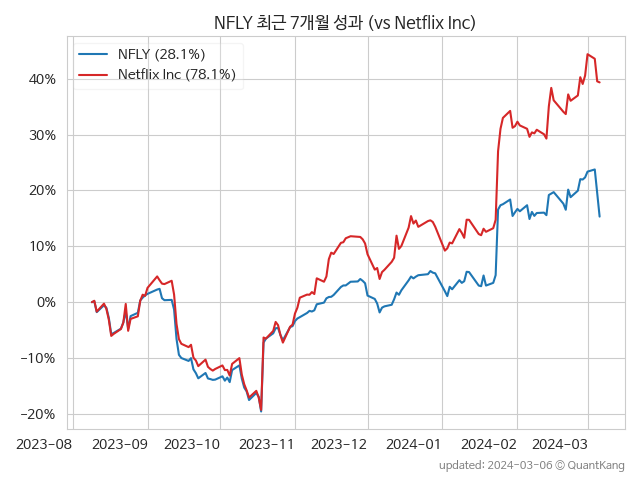 NFLY 최근 7개월 성과 (vs Netflix Inc)
NFLY (28.1%)
Netflix Inc (78.1%)
40%
30%
20%
10%
0%
−10%
−20%
2023-08 2023-09 2023-10 2023-11 2023-12 2024-01 2024-02 2024-03
updated: 2024-03-06 © QuantKang